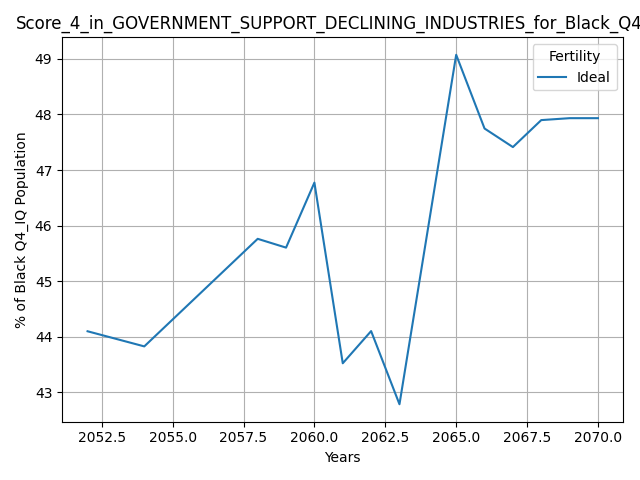 Score_4_in_GOVERNMENT_SUPPORT_DECLINING_INDUSTRIES_for_Black_Q4
Fertility
Ideal
% of Black Q4_IQ Population
49
48
47
46
45
44
43
2052.5 2055.0 2057.5 2060.0 2062.5 2065.0 2067.5 2070.0
Years